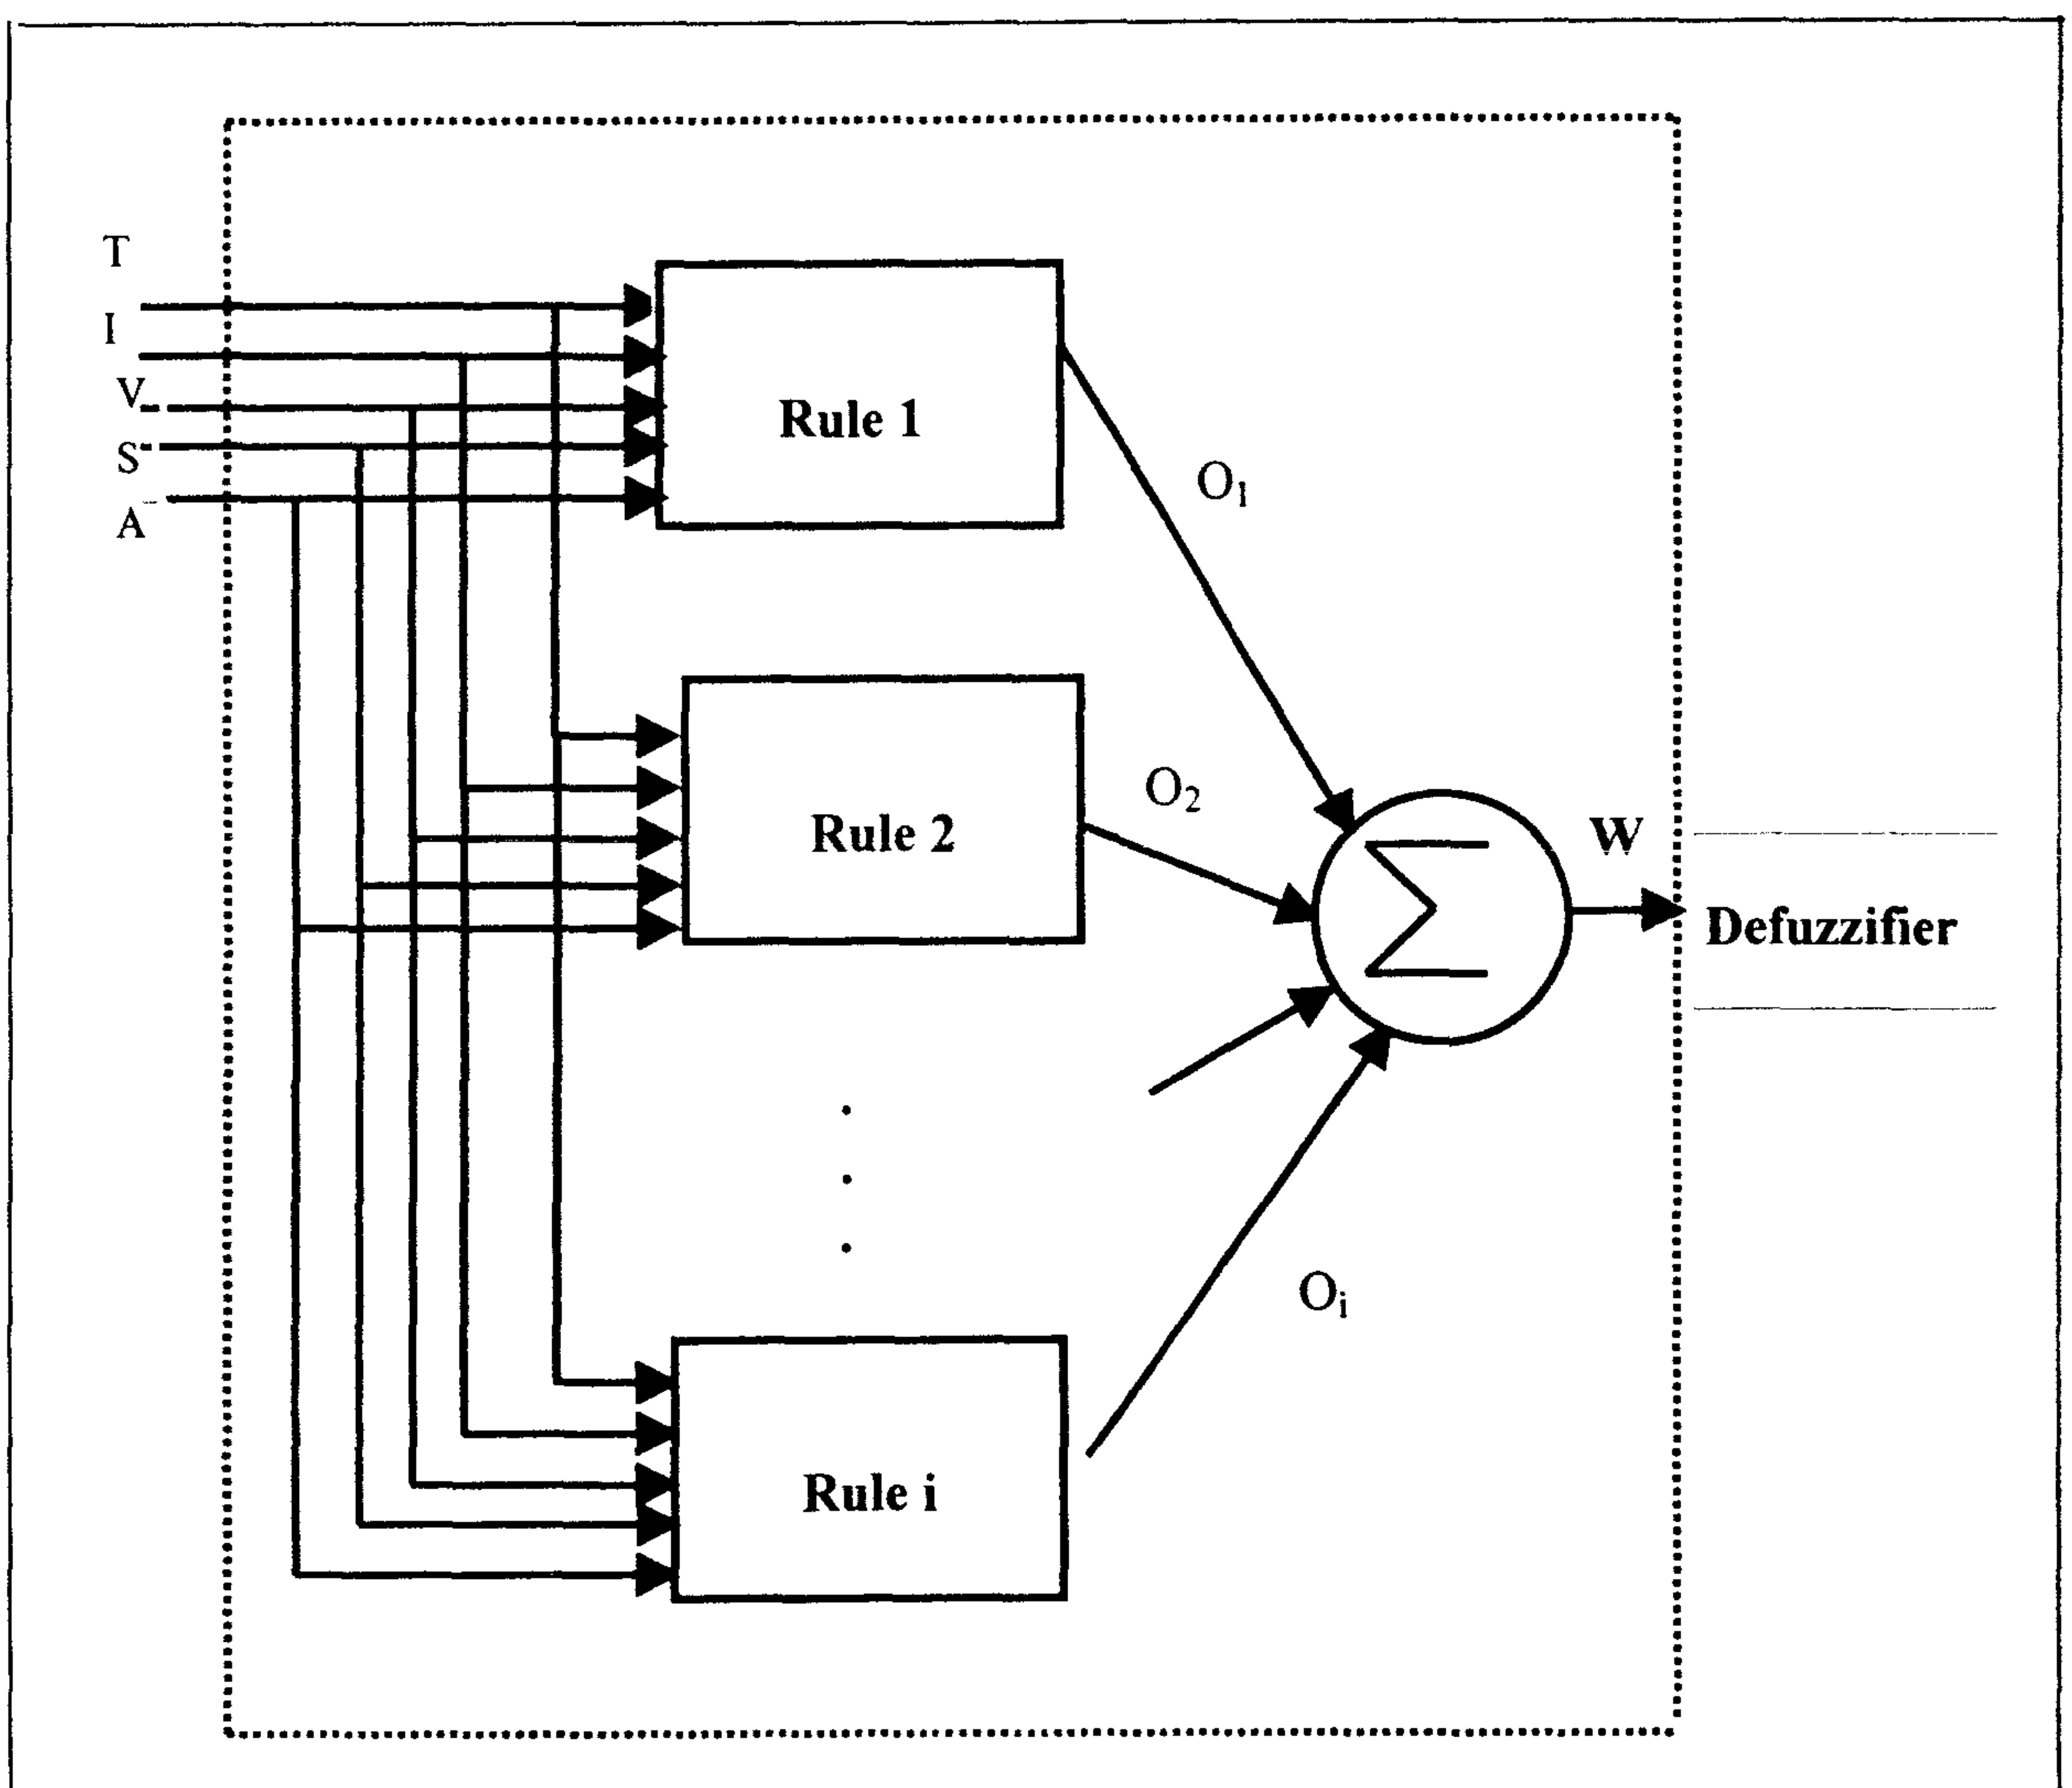 T
I
V
S
A
Rule 1
O₁
Rule 2
O₂
Σ
W
Defuzzifier
Oᵢ
Rule i